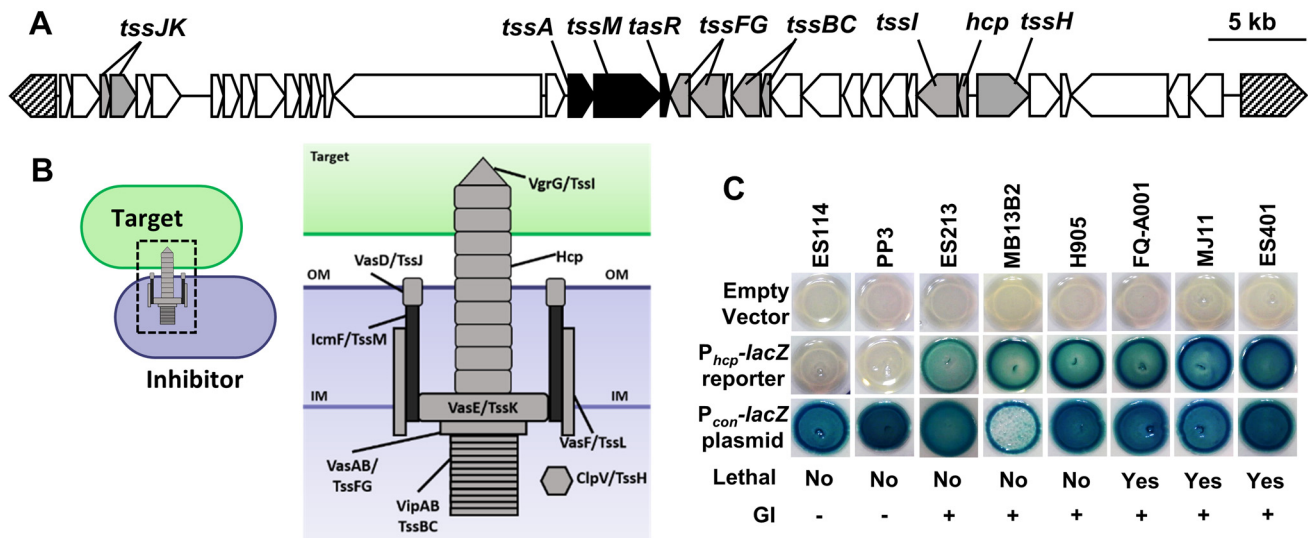 A
tssJK
tssA tssM tasR tssFG tssBC tssI hcp tssH
5 kb
B
Target
Inhibitor
Target
VgrG/TssI
Hcp
VasD/TssJ
OM OM
IcmF/TssM
IM IM
VasE/TssK
VasF/TssL
VasAB/
TssFG
VipAB
TssBC
ClpV/TssH
C
ES114 PP3 ES213 MB13B2 H905 FQ-A001 MJ11 ES401
Empty
Vector
Phcp-lacZ
reporter
Pcon-lacZ
plasmid
Lethal No No No No No Yes Yes Yes
GI - - + + + + + +